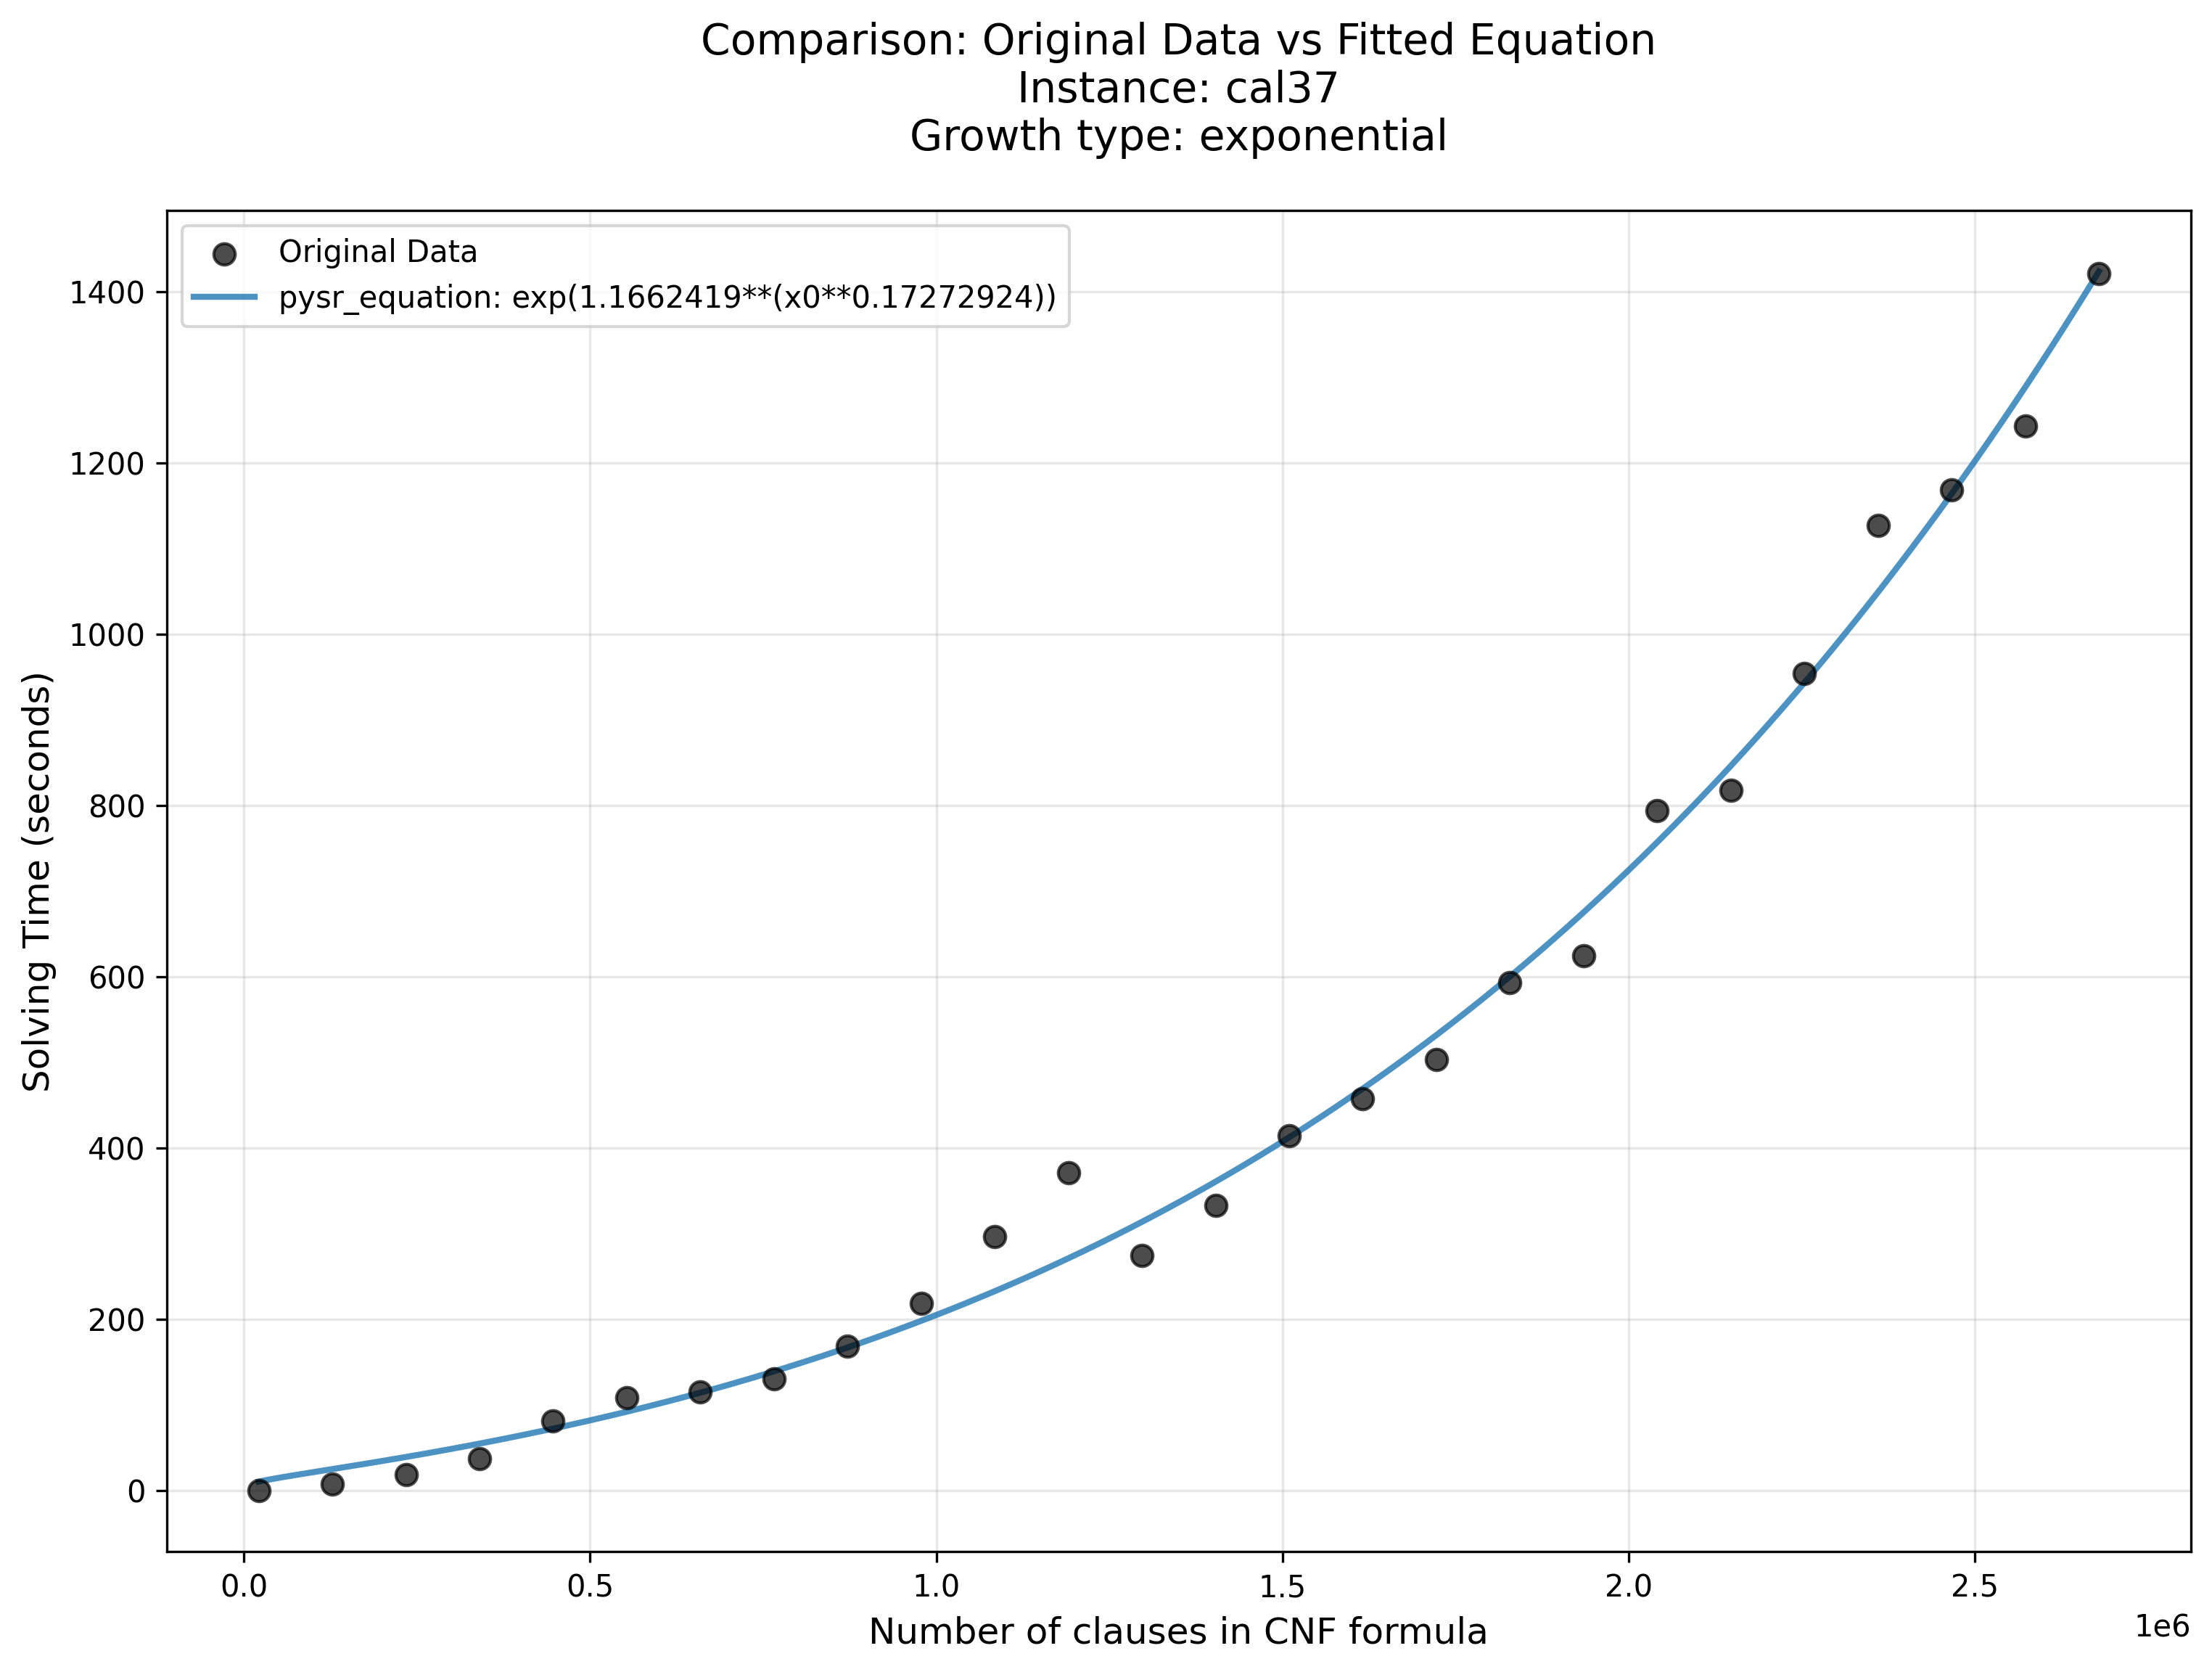 Comparison: Original Data vs Fitted Equation
Instance: cal37
Growth type: exponential
Original Data
pysr_equation: exp(1.1662419**(x0**0.17272924))
Solving Time (seconds)
1400
1200
1000
800
600
400
200
0
0.0 0.5 1.0 1.5 2.0 2.5
1e6
Number of clauses in CNF formula